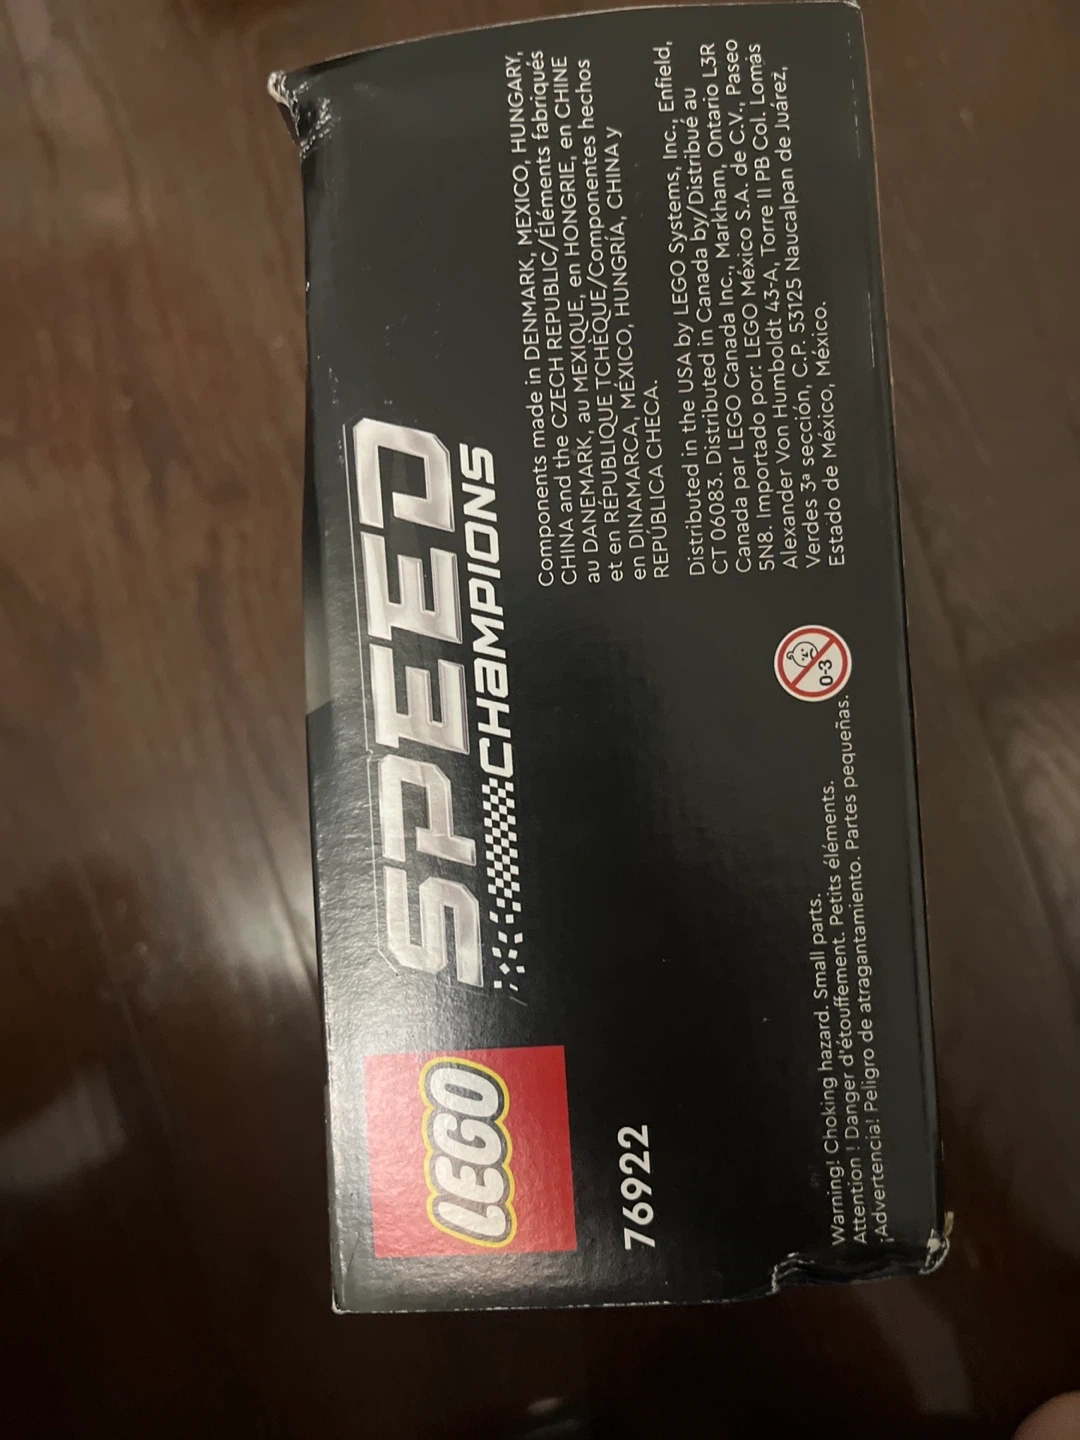 LEGO
SPEED
CHAMPIONS
76922
Components made in DENMARK, MEXICO, HUNGARY,
CHINA and the CZECH REPUBLIC/Éléments fabriqués
au DANEMARK, au MEXIQUE, en HONGRIE, en CHINE
et en RÉPUBLIQUE TCHÈQUE/Componentes hechos
en DINAMARCA, MÉXICO, HUNGRÍA, CHINA y
REPÚBLICA CHECA.
Distributed in the USA by LEGO Systems, Inc., Enfield,
CT 06083. Distributed in Canada by/Distribué au
Canada par LEGO Canada Inc., Markham, Ontario L3R
5N8. Importado por: LEGO México S.A. de C.V., Paseo
Alexander Von Humboldt 43-A, Torre II PB Col. Lomas
Verdes 3ª sección, C.P. 53125 Naucalpan de Juárez,
Estado de México, México.
Warning! Choking hazard. Small parts.
Attention ! Danger d'étouffement. Petits éléments.
¡Advertencia! Peligro de atragantamiento. Partes pequeñas.
0-3